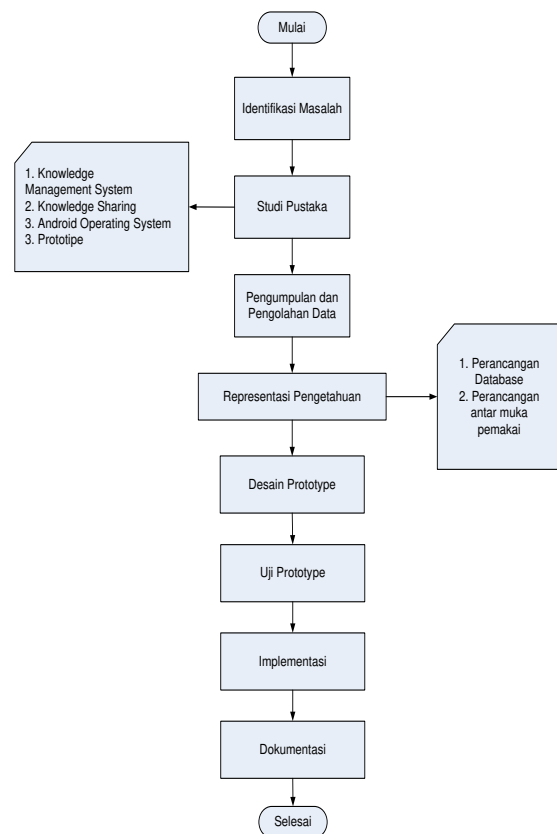 Mulai
Identifikasi Masalah
1. Knowledge
Management System
2. Knowledge Sharing
3. Android Operating System
3. Prototipe
Studi Pustaka
Pengumpulan dan
Pengolahan Data
Representasi Pengetahuan
1. Perancangan
Database
2. Perancangan
antar muka
pemakai
Desain Prototype
Uji Prototype
Implementasi
Dokumentasi
Selesai